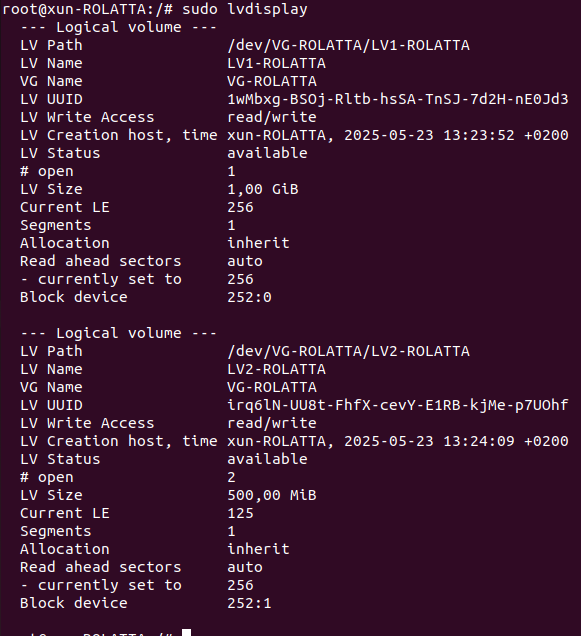 root@xun-ROLATTA:/# sudo lvdisplay
--- Logical volume ---
LV Path /dev/VG-ROLATTA/LV1-ROLATTA
LV Name LV1-ROLATTA
VG Name VG-ROLATTA
LV UUID 1wMbxg-BSOj-Rltb-hsSA-TnSJ-7d2H-nE0Jd3
LV Write Access read/write
LV Creation host, time xun-ROLATTA, 2025-05-23 13:23:52 +0200
LV Status available
# open 1
LV Size 1,00 GiB
Current LE 256
Segments 1
Allocation inherit
Read ahead sectors auto
- currently set to 256
Block device 252:0
--- Logical volume ---
LV Path /dev/VG-ROLATTA/LV2-ROLATTA
LV Name LV2-ROLATTA
VG Name VG-ROLATTA
LV UUID irq6lN-UU8t-FhfX-cevY-E1RB-kjMe-p7UOhf
LV Write Access read/write
LV Creation host, time xun-ROLATTA, 2025-05-23 13:24:09 +0200
LV Status available
# open 2
LV Size 500,00 MiB
Current LE 125
Segments 1
Allocation inherit
Read ahead sectors auto
- currently set to 256
Block device 252:1